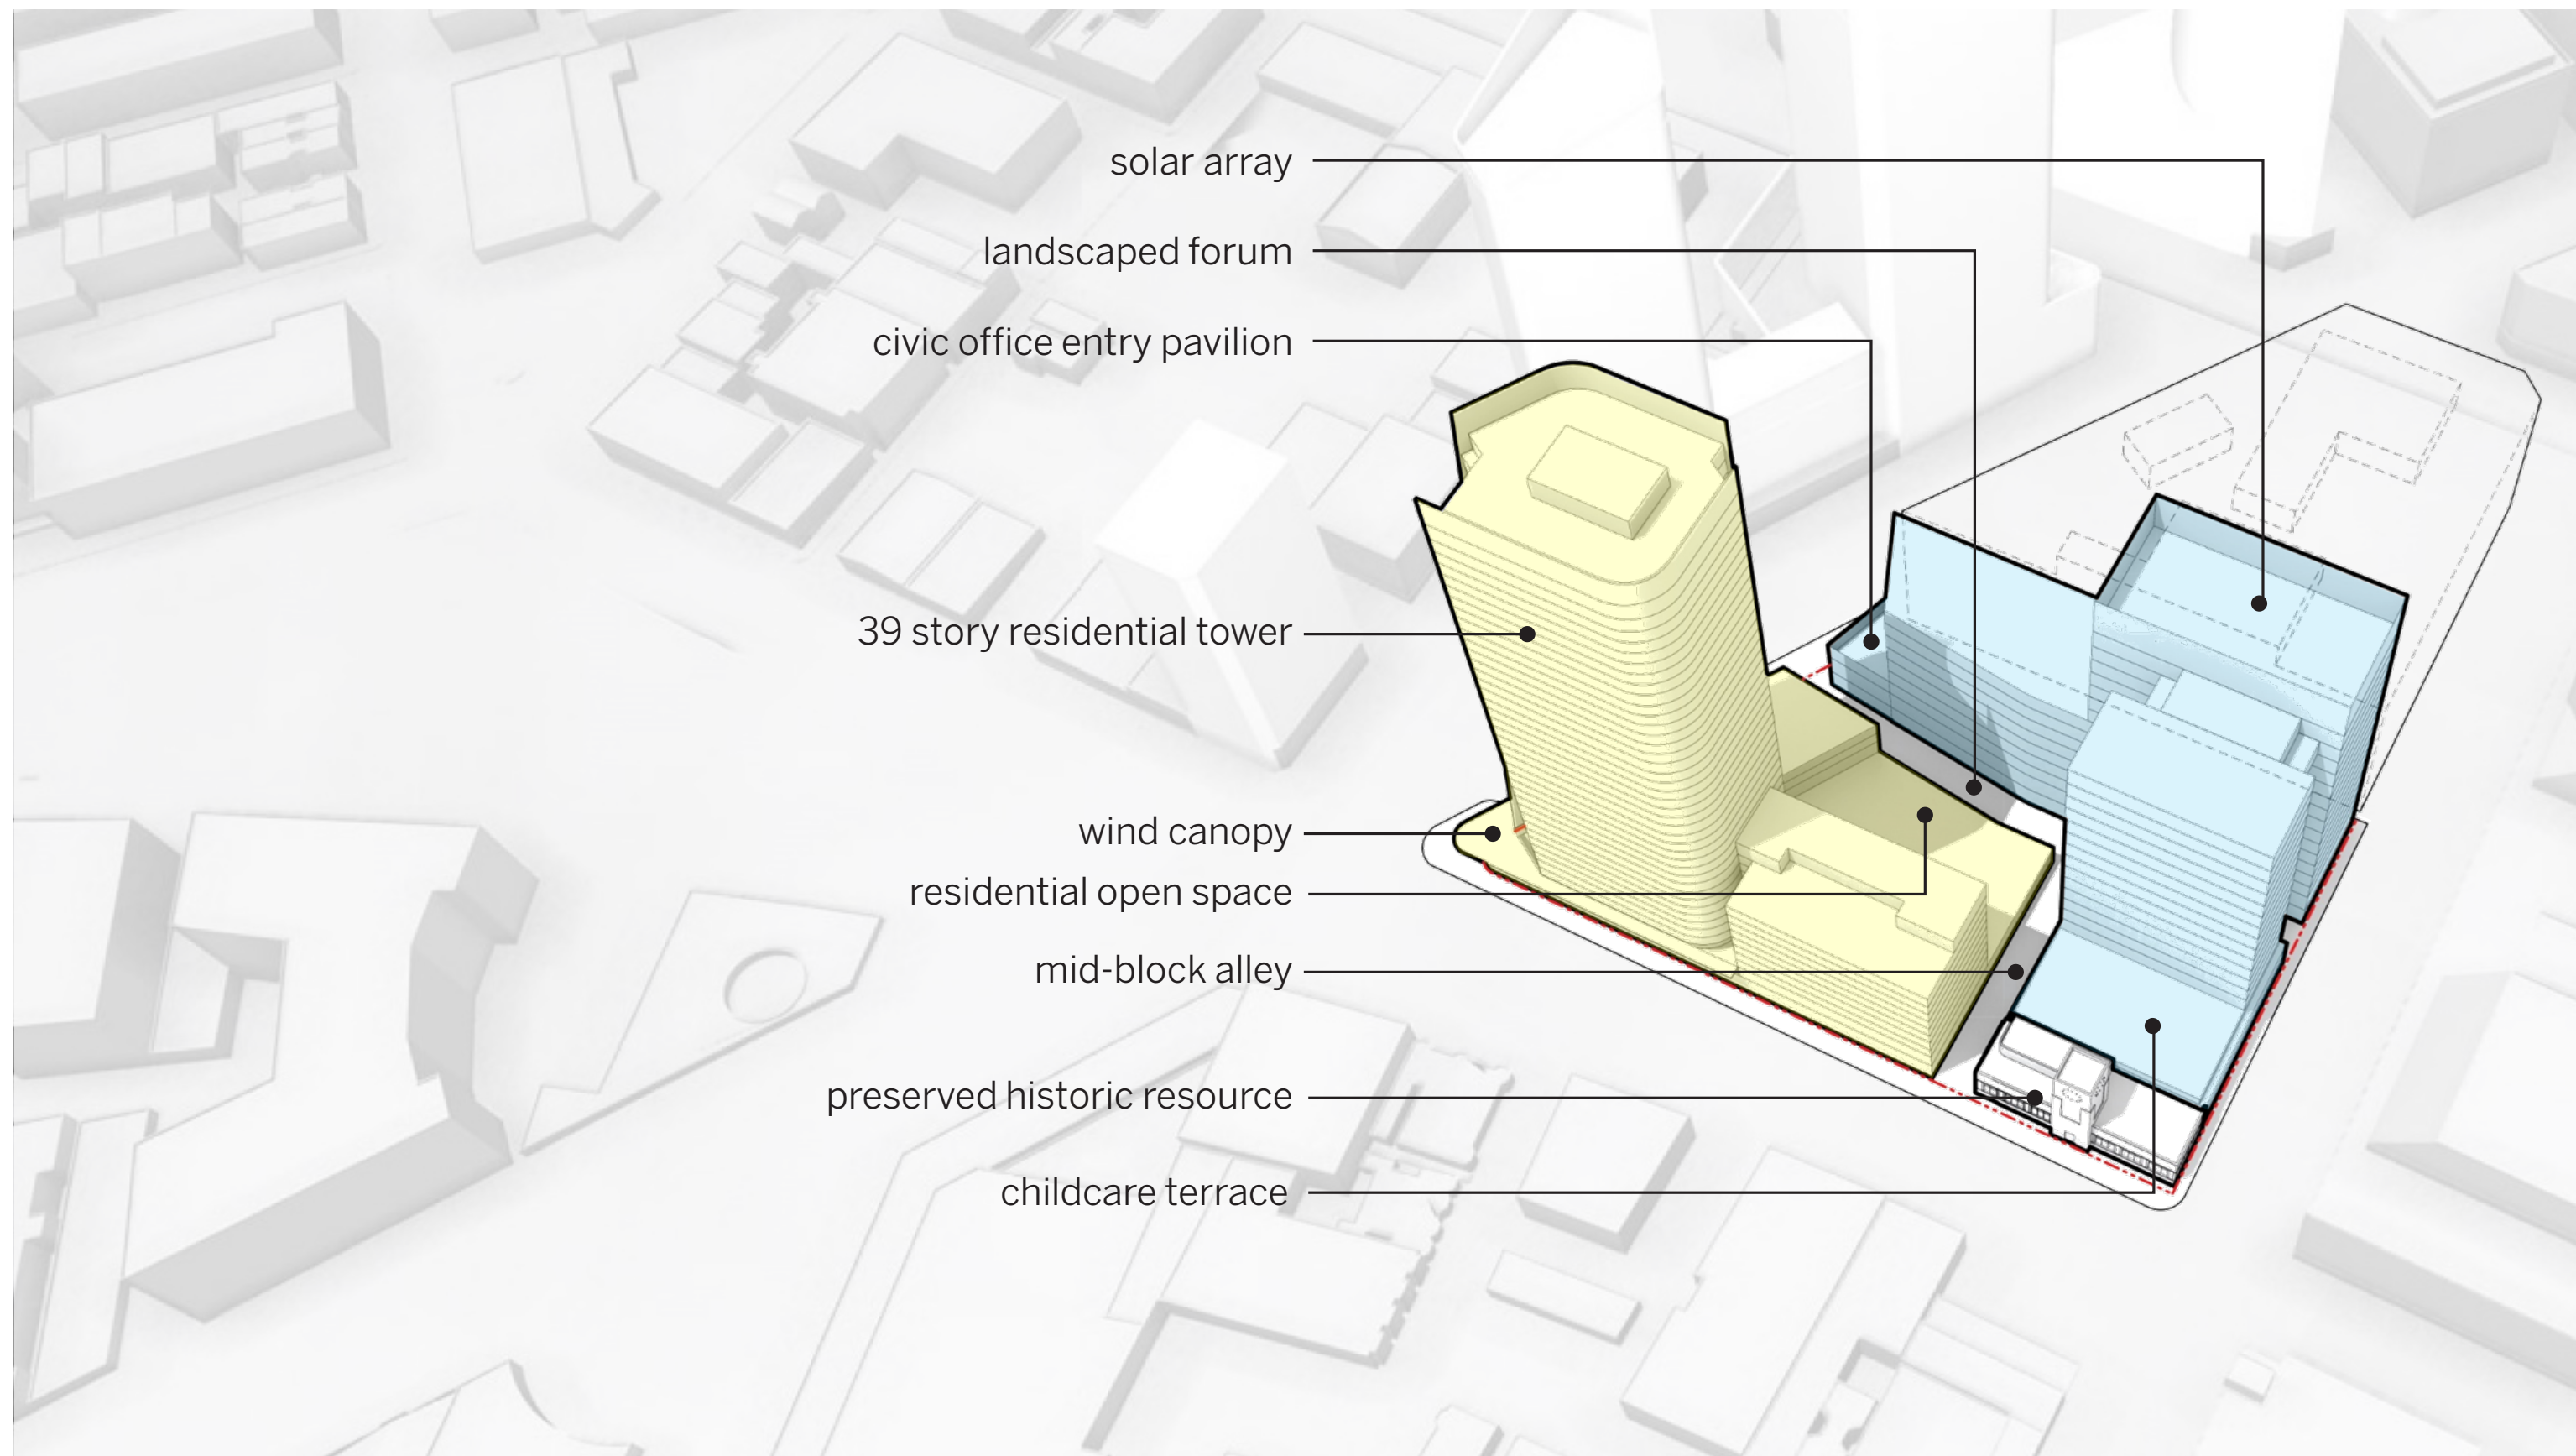 solar array
landscaped forum
civic office entry pavilion
39 story residential tower
wind canopy
residential open space
mid-block alley
preserved historic resource
childcare terrace